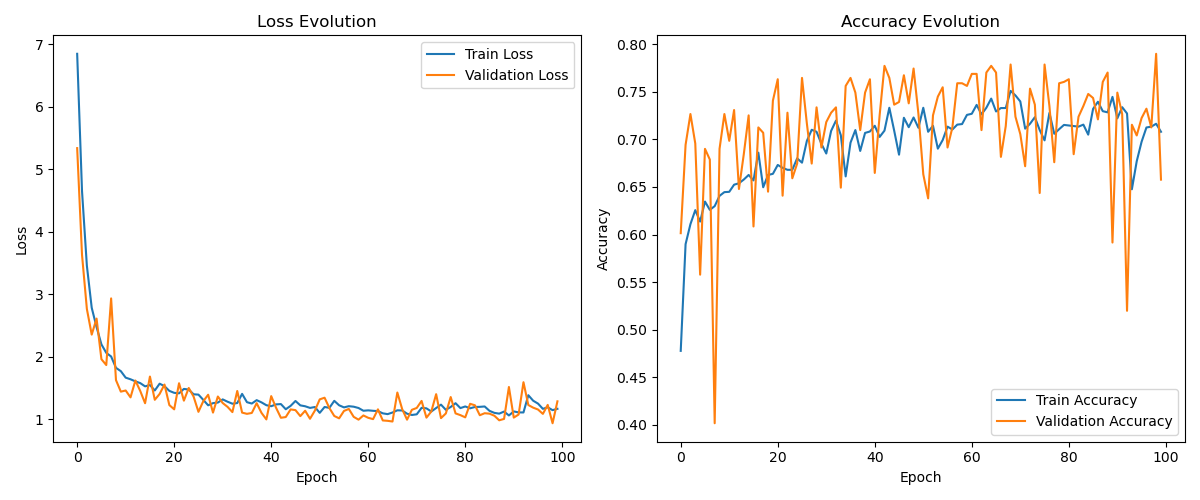 Loss Evolution
7
6
5
4
3
2
1
Loss
0
20
40
60
80
100
Epoch
Train Loss
Validation Loss
Accuracy Evolution
0.80
0.75
0.70
0.65
0.60
0.55
0.50
0.45
0.40
Accuracy
0
20
40
60
80
100
Epoch
Train Accuracy
Validation Accuracy